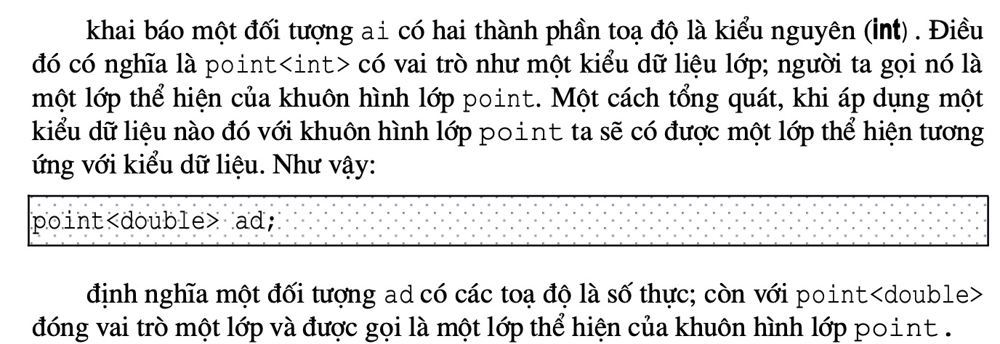 khai báo một đối tượng ai có hai thành phần toạ độ là kiểu nguyên (int) . Điều
đó có nghĩa là point<int> có vai trò như một kiểu dữ liệu lớp; người ta gọi nó là
một lớp thể hiện của khuôn hình lớp point. Một cách tổng quát, khi áp dụng một
kiểu dữ liệu nào đó với khuôn hình lớp point ta sẽ có được một lớp thể hiện tương
ứng với kiểu dữ liệu. Như vậy:
point<double> ad;
định nghĩa một đối tượng ad có các toạ độ là số thực; còn với point<double>
đóng vai trò một lớp và được gọi là một lớp thể hiện của khuôn hình lớp point.